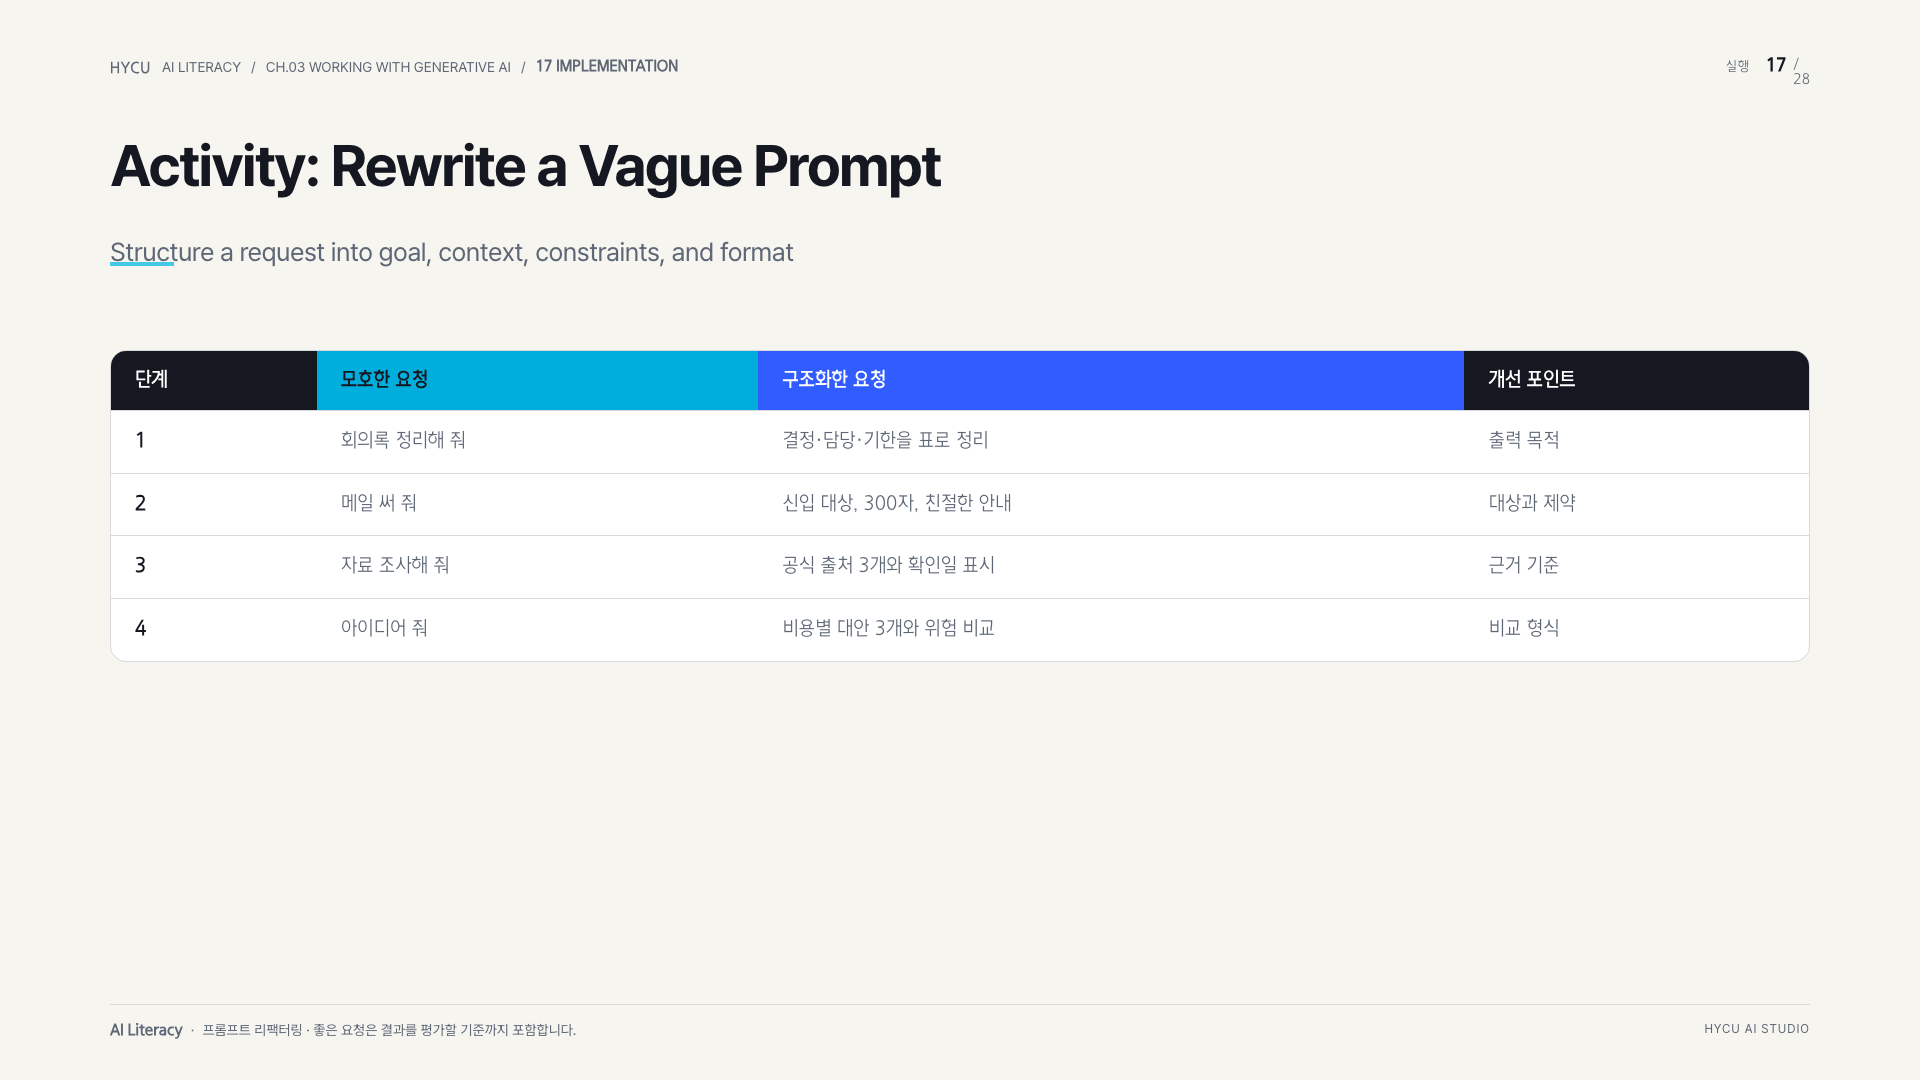 HYCU AI LITERACY / CH.03 WORKING WITH GENERATIVE AI / 17 IMPLEMENTATION
실행 17 / 28
Activity: Rewrite a Vague Prompt
Structure a request into goal, context, constraints, and format
단계 모호한 요청 구조화한 요청 개선 포인트
1 회의록 정리해 줘 결정·담당·기한을 표로 정리 출력 목적
2 메일 써 줘 신입 대상, 300자, 친절한 안내 대상과 제약
3 자료 조사해 줘 공식 출처 3개와 확인일 표시 근거 기준
4 아이디어 줘 비용별 대안 3개와 위험 비교 비교 형식
AI Literacy · 프롬프트 리팩터링 · 좋은 요청은 결과를 평가할 기준까지 포함합니다.
HYCU AI STUDIO